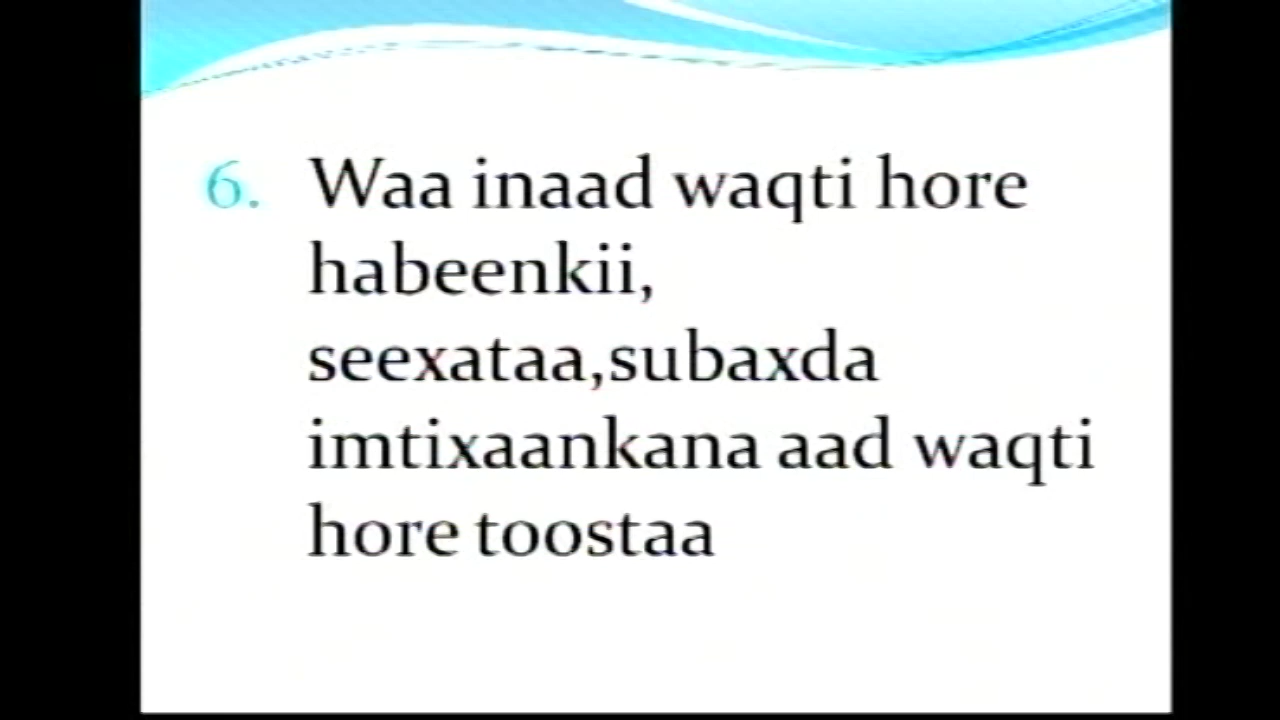 6. Waa inaad waqti hore
habeenkii,
seexataa,subaxda
imtixaankana aad waqti
hore toostaa